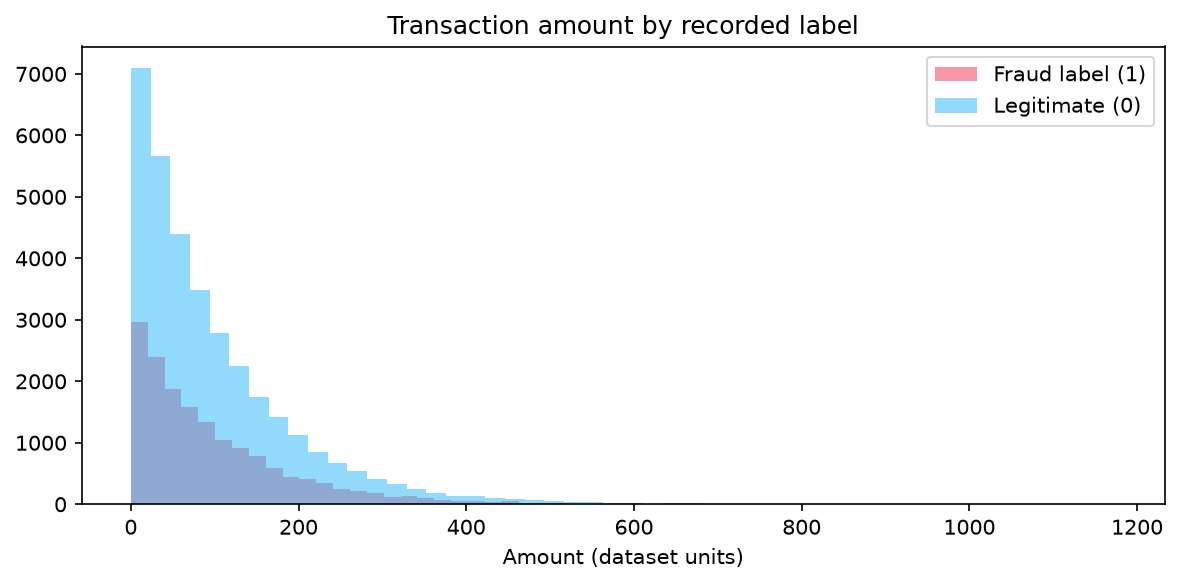 Transaction amount by recorded label
Fraud label (1)
Legitimate (0)
7000
6000
5000
4000
3000
2000
1000
0
0 200 400 600 800 1000 1200
Amount (dataset units)